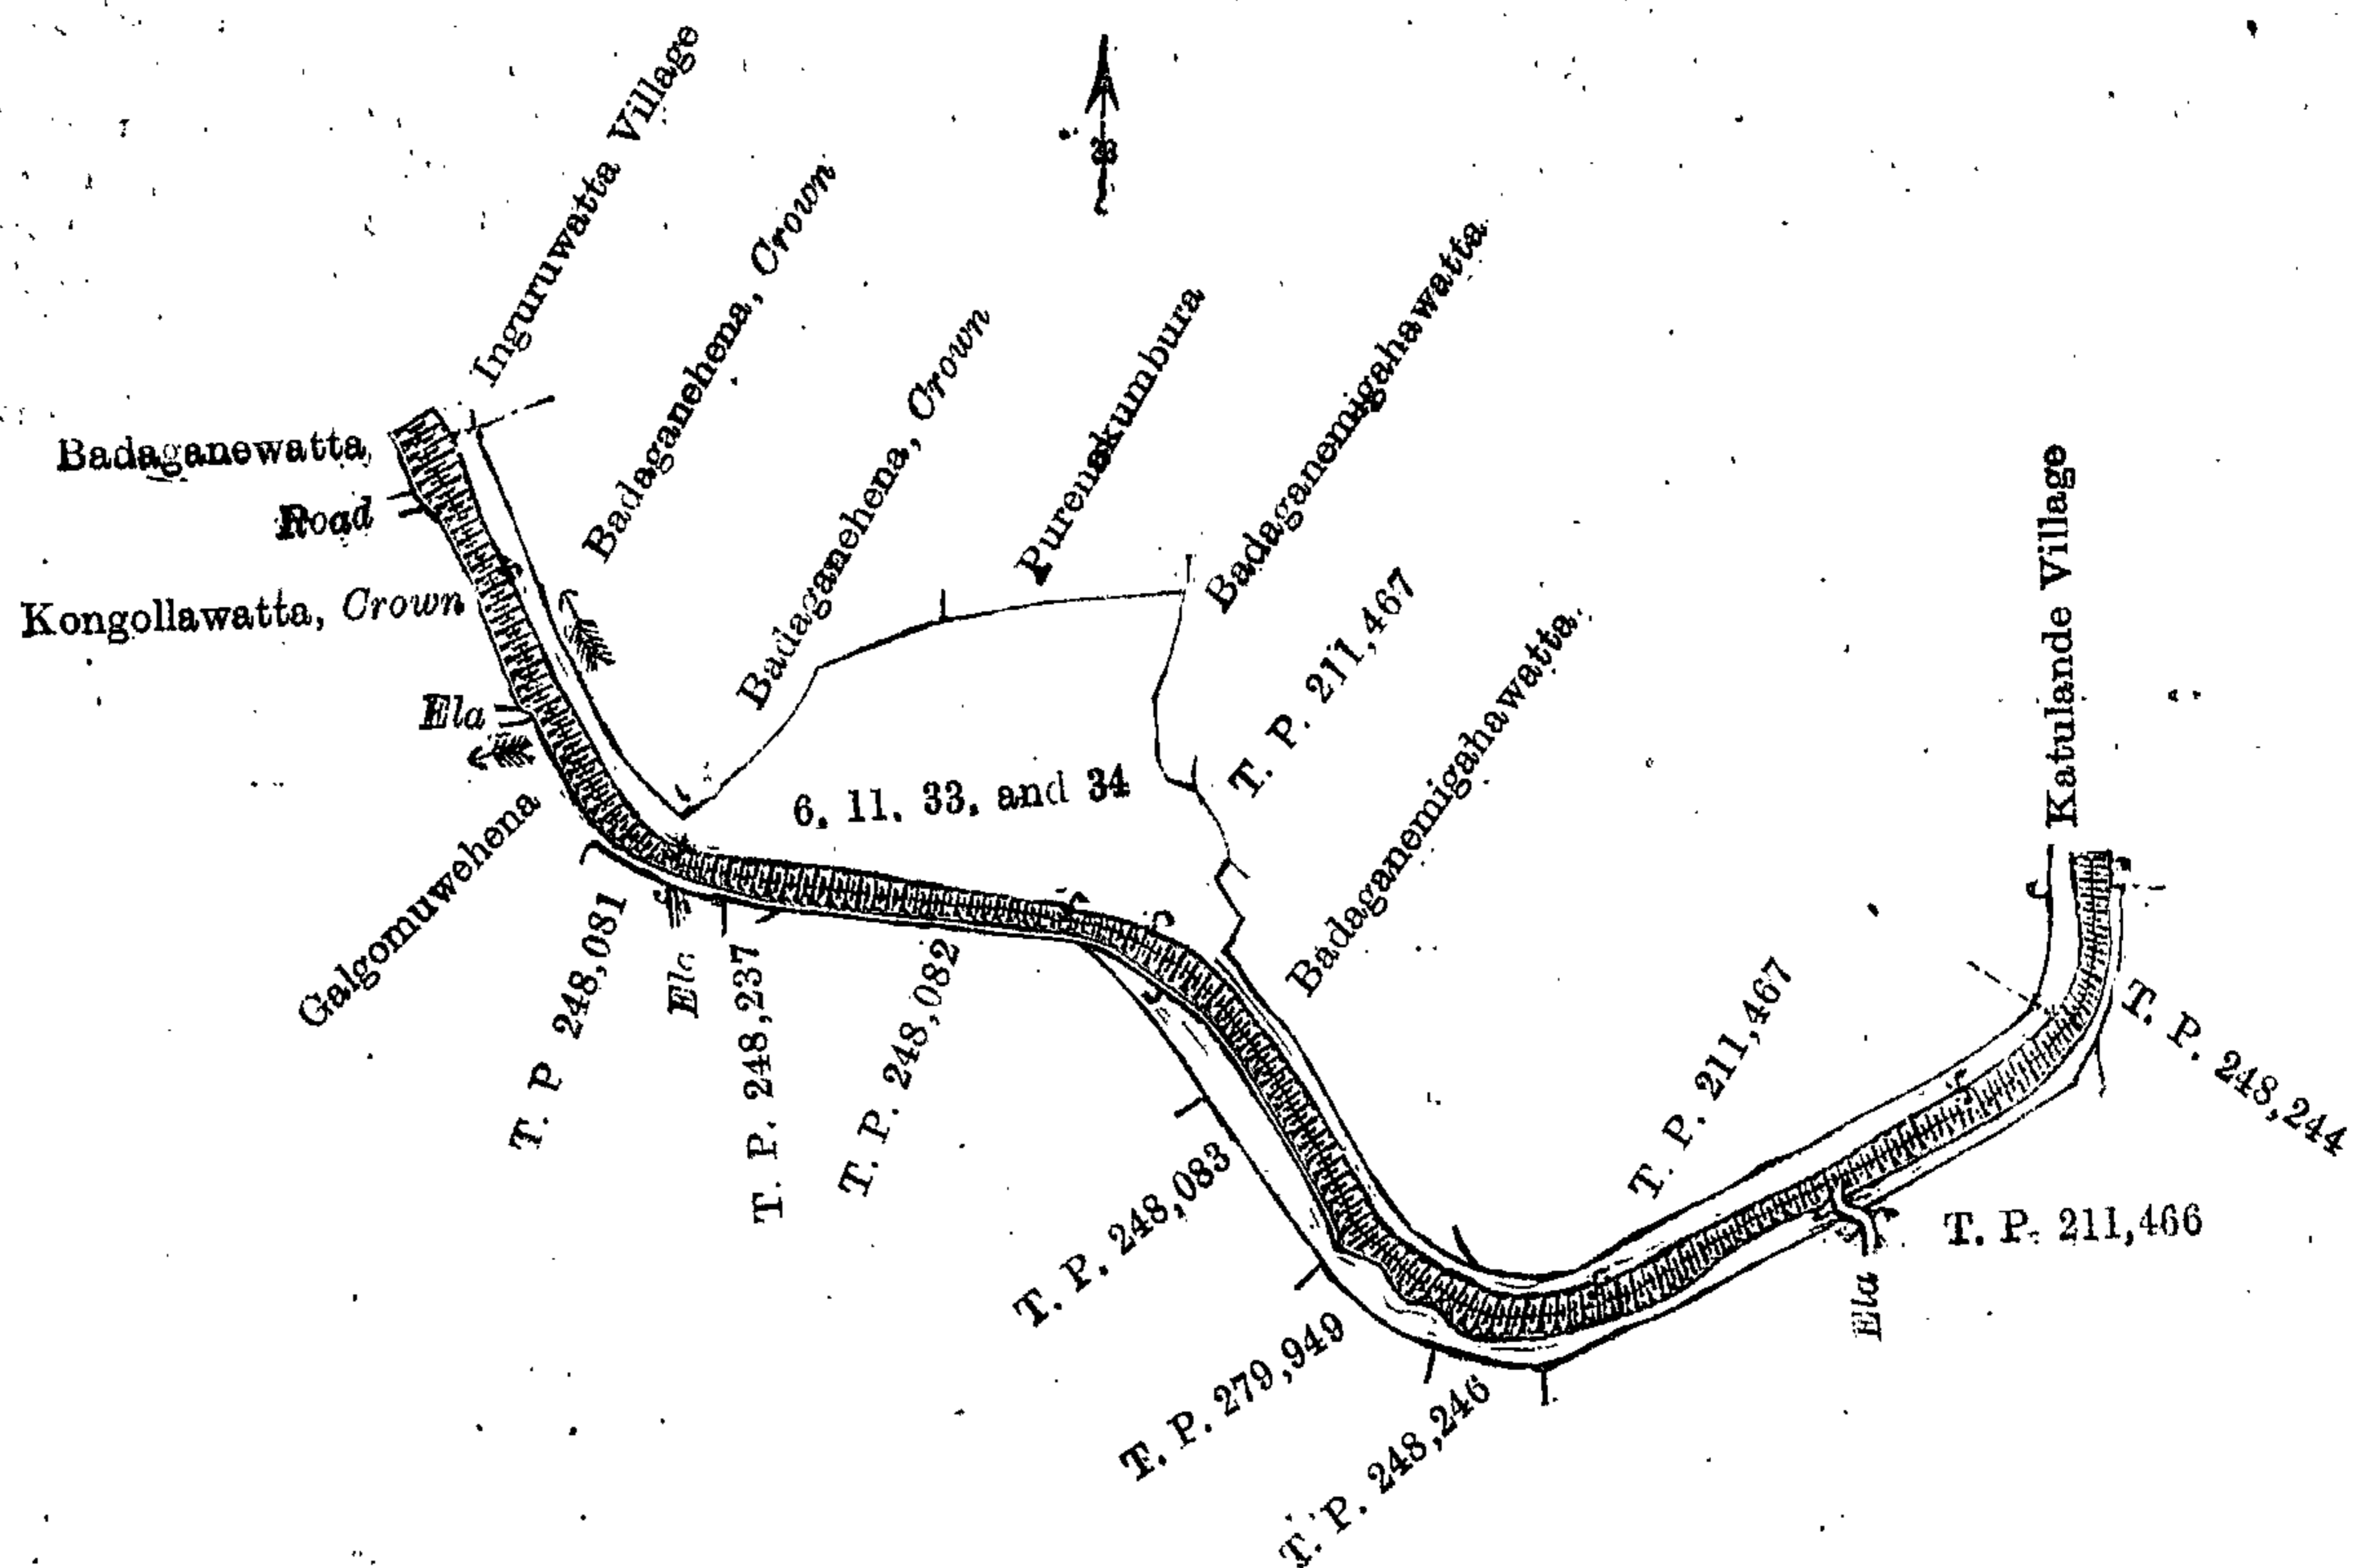 Inguruwatta Village
Badaganehena, Crown
Badaganehena, Crown
Purenakumbura
Badaganemigahawatta
T. P. 211,467
Badaganemigahawatta
T. P. 211,467
Katulande Village
Badaganewatta
Road
Kongollawatta, Crown
Ela
Galgomuwehena
6, 11, 33, and 34
T. P 248,081
Ela
T. P. 248,237
T. P. 248,082
T. P. 248,083
T. P. 279,949
T. P. 248,246
Ela
T. P. 211,466
T. P. 248,244